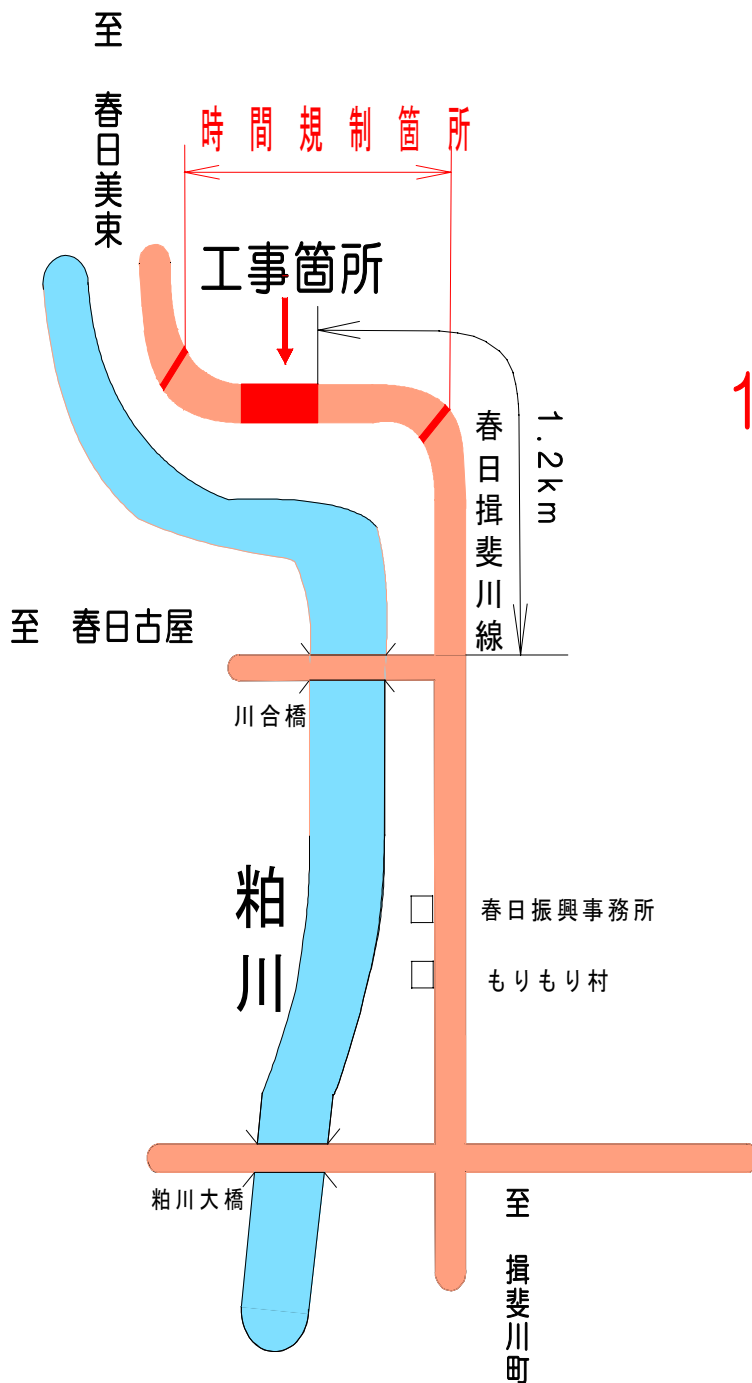 至 春日美束
時間規制箇所
工事箇所
1
1.2km
春日揖斐川線
至 春日古屋
川合橋
粕川
春日振興事務所
もりもり村
粕川大橋
至 揖斐川町